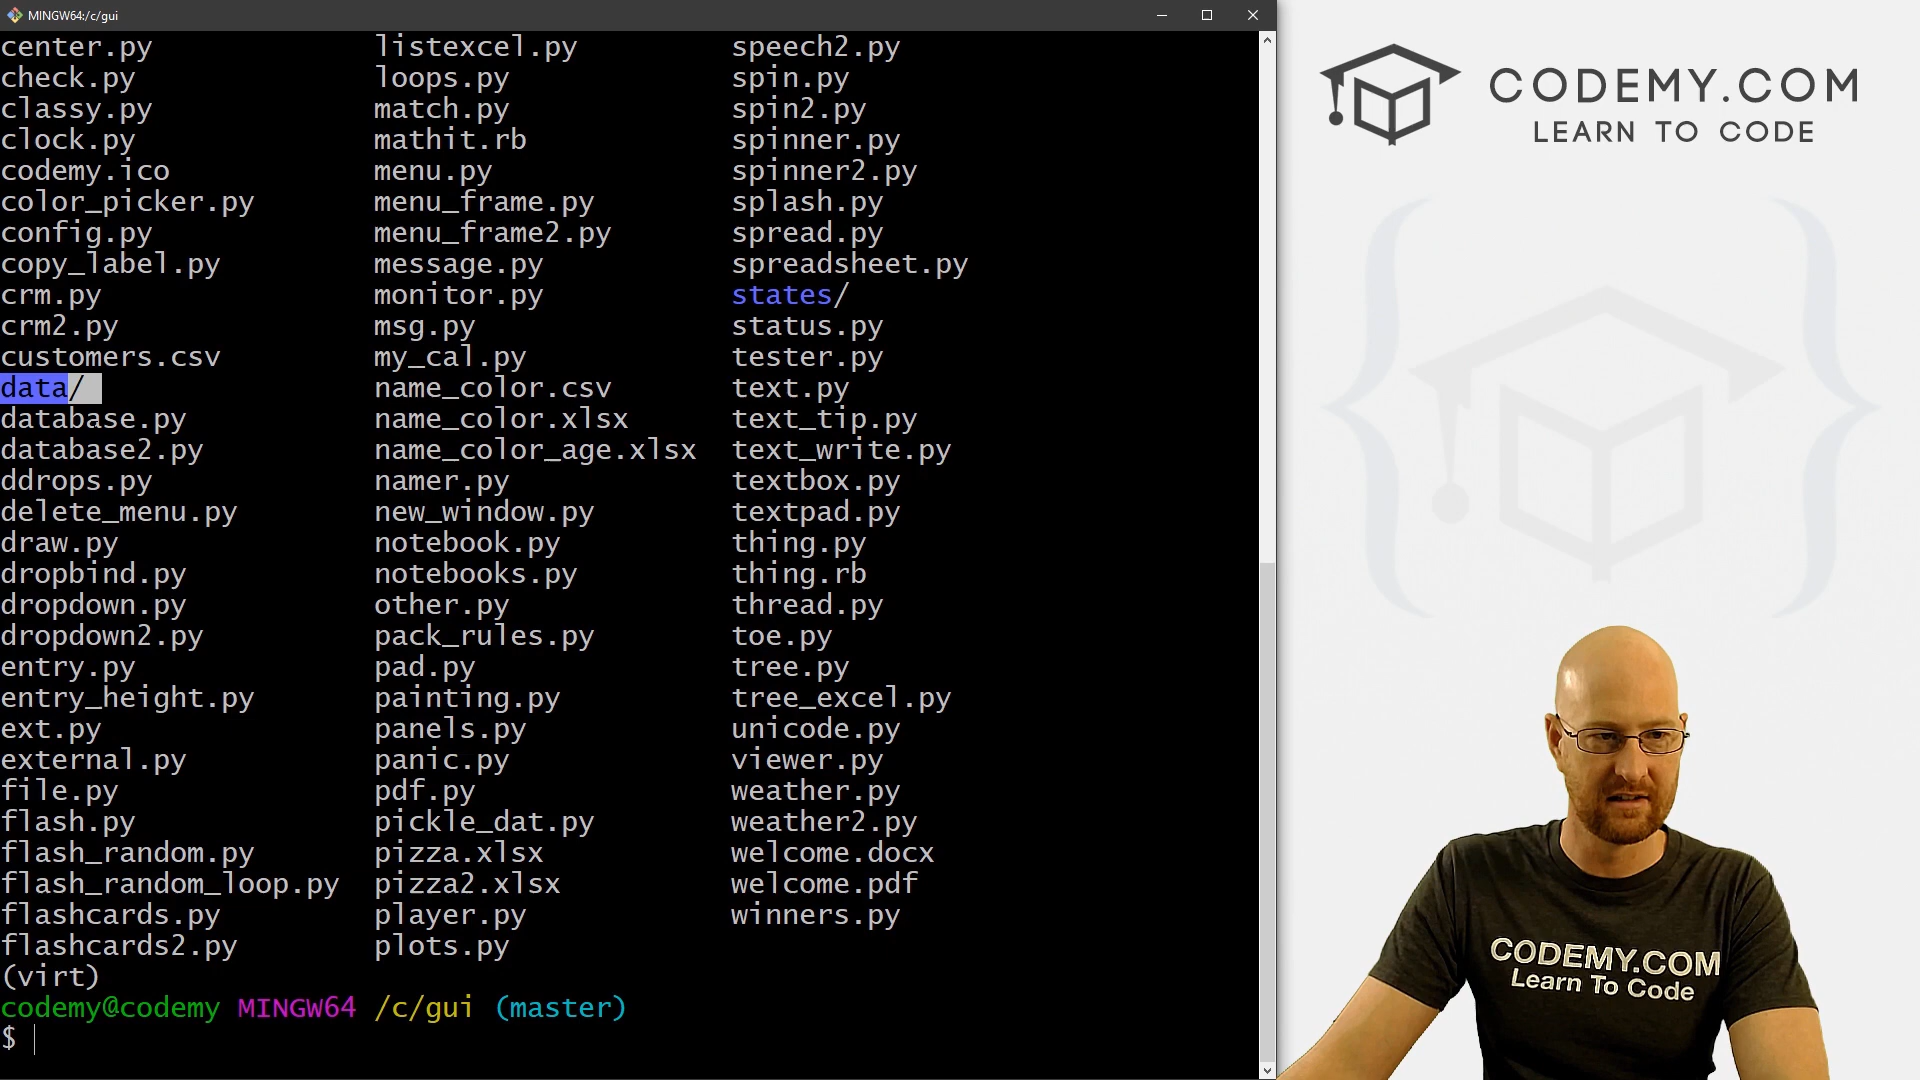 MINGW64:/c/gui
center.py listexcel.py speech2.py
check.py loops.py spin.py
classy.py match.py spin2.py
clock.py mathit.rb spinner.py
codemy.ico menu.py spinner2.py
color_picker.py menu_frame.py splash.py
config.py menu_frame2.py spread.py
copy_label.py message.py spreadsheet.py
crm.py monitor.py states/
crm2.py msg.py status.py
customers.csv my_cal.py tester.py
data/ name_color.csv text.py
database.py name_color.xlsx text_tip.py
database2.py name_color_age.xlsx text_write.py
ddrops.py namer.py textbox.py
delete_menu.py new_window.py textpad.py
draw.py notebook.py thing.py
dropbind.py notebooks.py thing.rb
dropdown.py other.py thread.py
dropdown2.py pack_rules.py toe.py
entry.py pad.py tree.py
entry_height.py painting.py tree_excel.py
ext.py panels.py unicode.py
external.py panic.py viewer.py
file.py pdf.py weather.py
flash.py pickle_dat.py weather2.py
flash_random.py pizza.xlsx welcome.docx
flash_random_loop.py pizza2.xlsx welcome.pdf
flashcards.py player.py winners.py
flashcards2.py plots.py
(virt)
codemy@codemy MINGW64 /c/gui (master)
$
CODEMY.COM
LEARN TO CODE
CODEMY.COM
Learn To Code